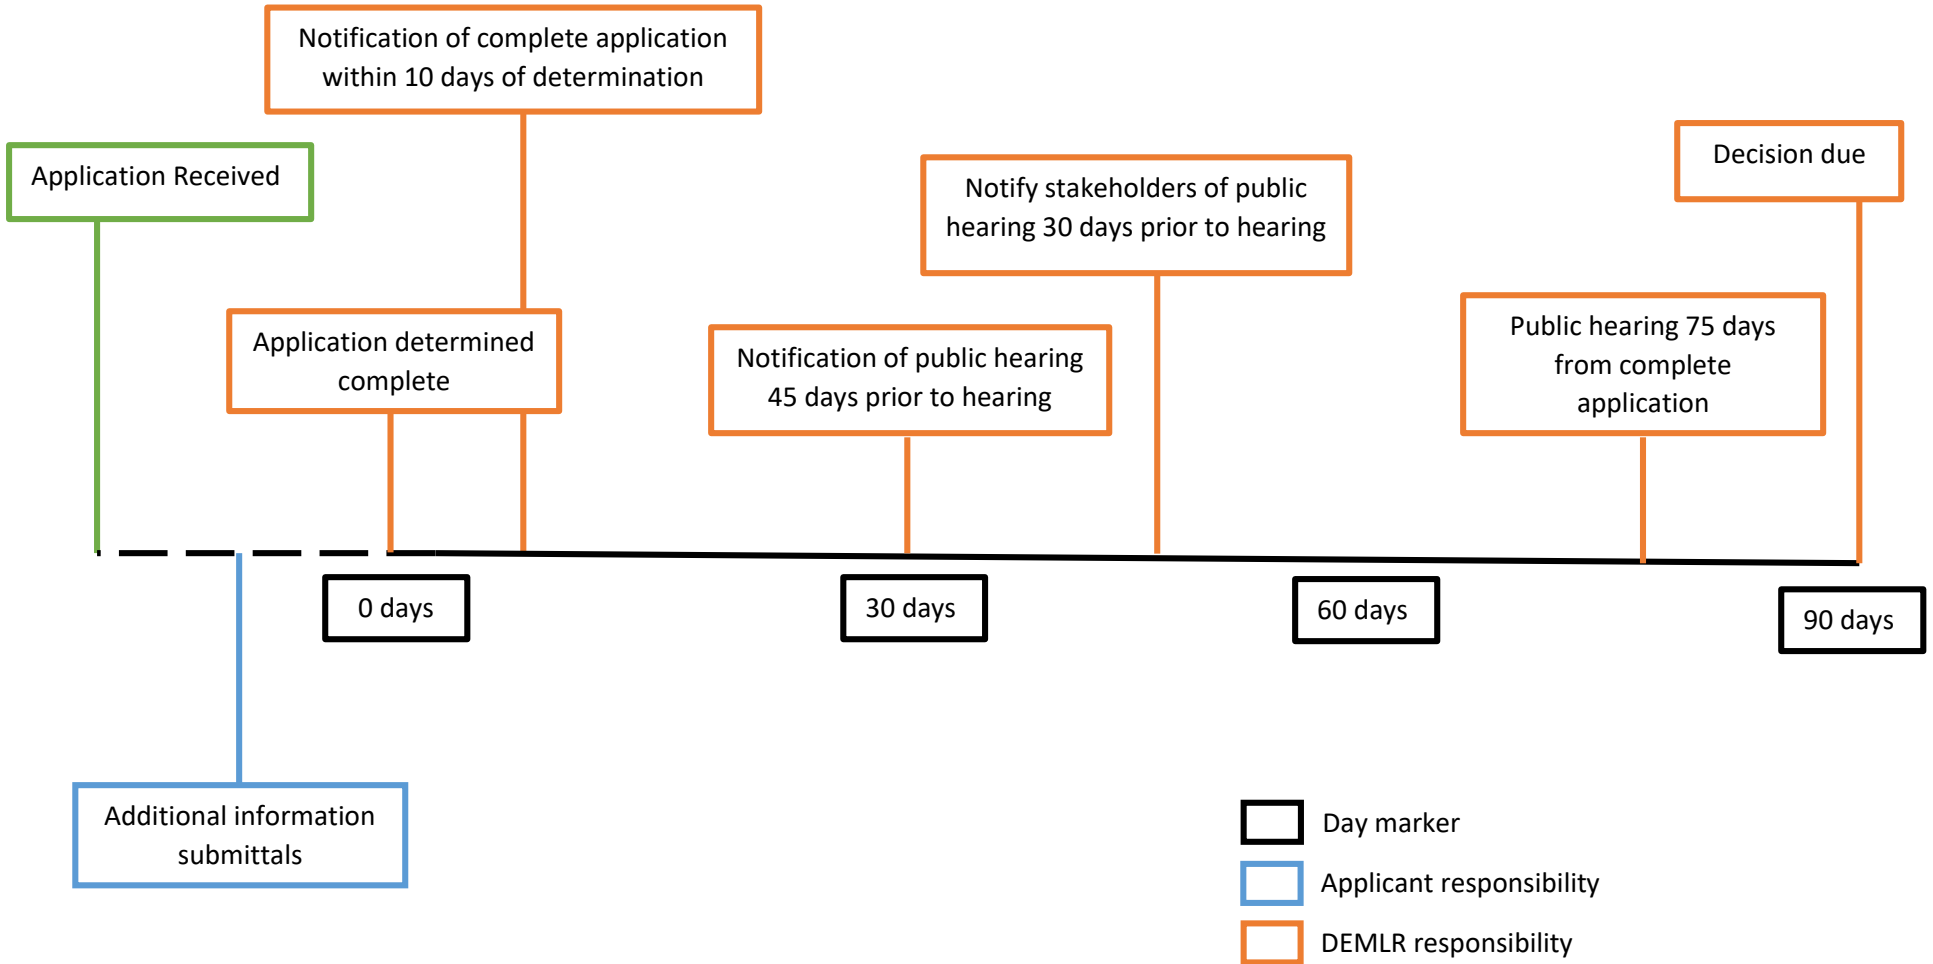 Notification of complete application
within 10 days of determination
Application Received
Decision due
Notify stakeholders of public
hearing 30 days prior to hearing
Application determined
complete
Notification of public hearing
45 days prior to hearing
Public hearing 75 days
from complete
application
0 days
30 days
60 days
90 days
Additional information
submittals
Day marker
Applicant responsibility
DEMLR responsibility